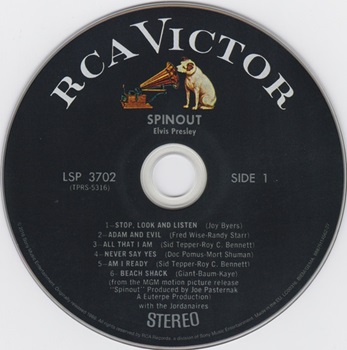 RCA VICTOR
SPINOUT
Elvis Presley
LSP 3702
(TPRS-5316)
SIDE 1
1—STOP, LOOK AND LISTEN (Joy Byers)
2—ADAM AND EVIL (Fred Wise-Randy Starr)
3—ALL THAT I AM (Sid Tepper-Roy C. Bennett)
4—NEVER SAY YES (Doc Pomus-Mort Shuman)
5—AM I READY (Sid Tepper-Roy C. Bennett)
6—BEACH SHACK (Giant-Baum-Kaye)
(from the MGM motion picture release
"Spinout" Produced by Joe Pasternak
A Euterpe Production) with
the Jordanaires
STEREO